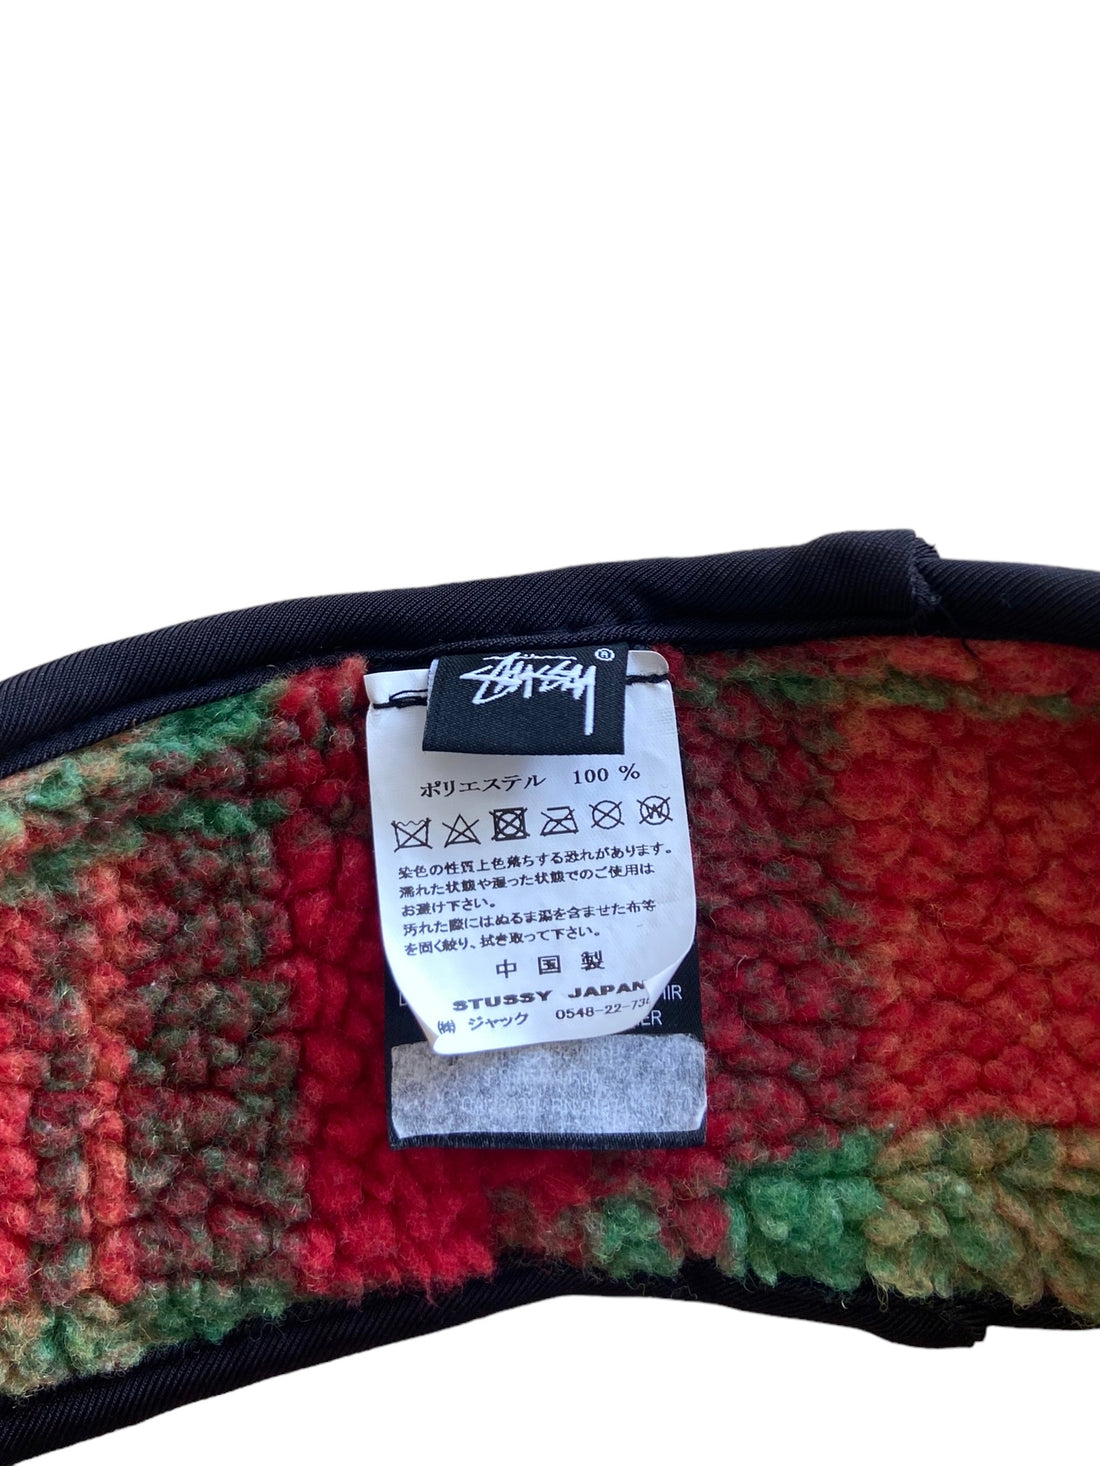 Stüssy ®
ポリエステル 100 %
染色の性質上色落ちする恐れがあります。
濡れた状態や湿った状態でのご使用は
お避け下さい。
汚れた際にはぬるま湯を含ませた布等
を固く絞り、拭き取って下さい。
中国製
STUSSY JAPAN
㈱ ジャック 0548-22-73